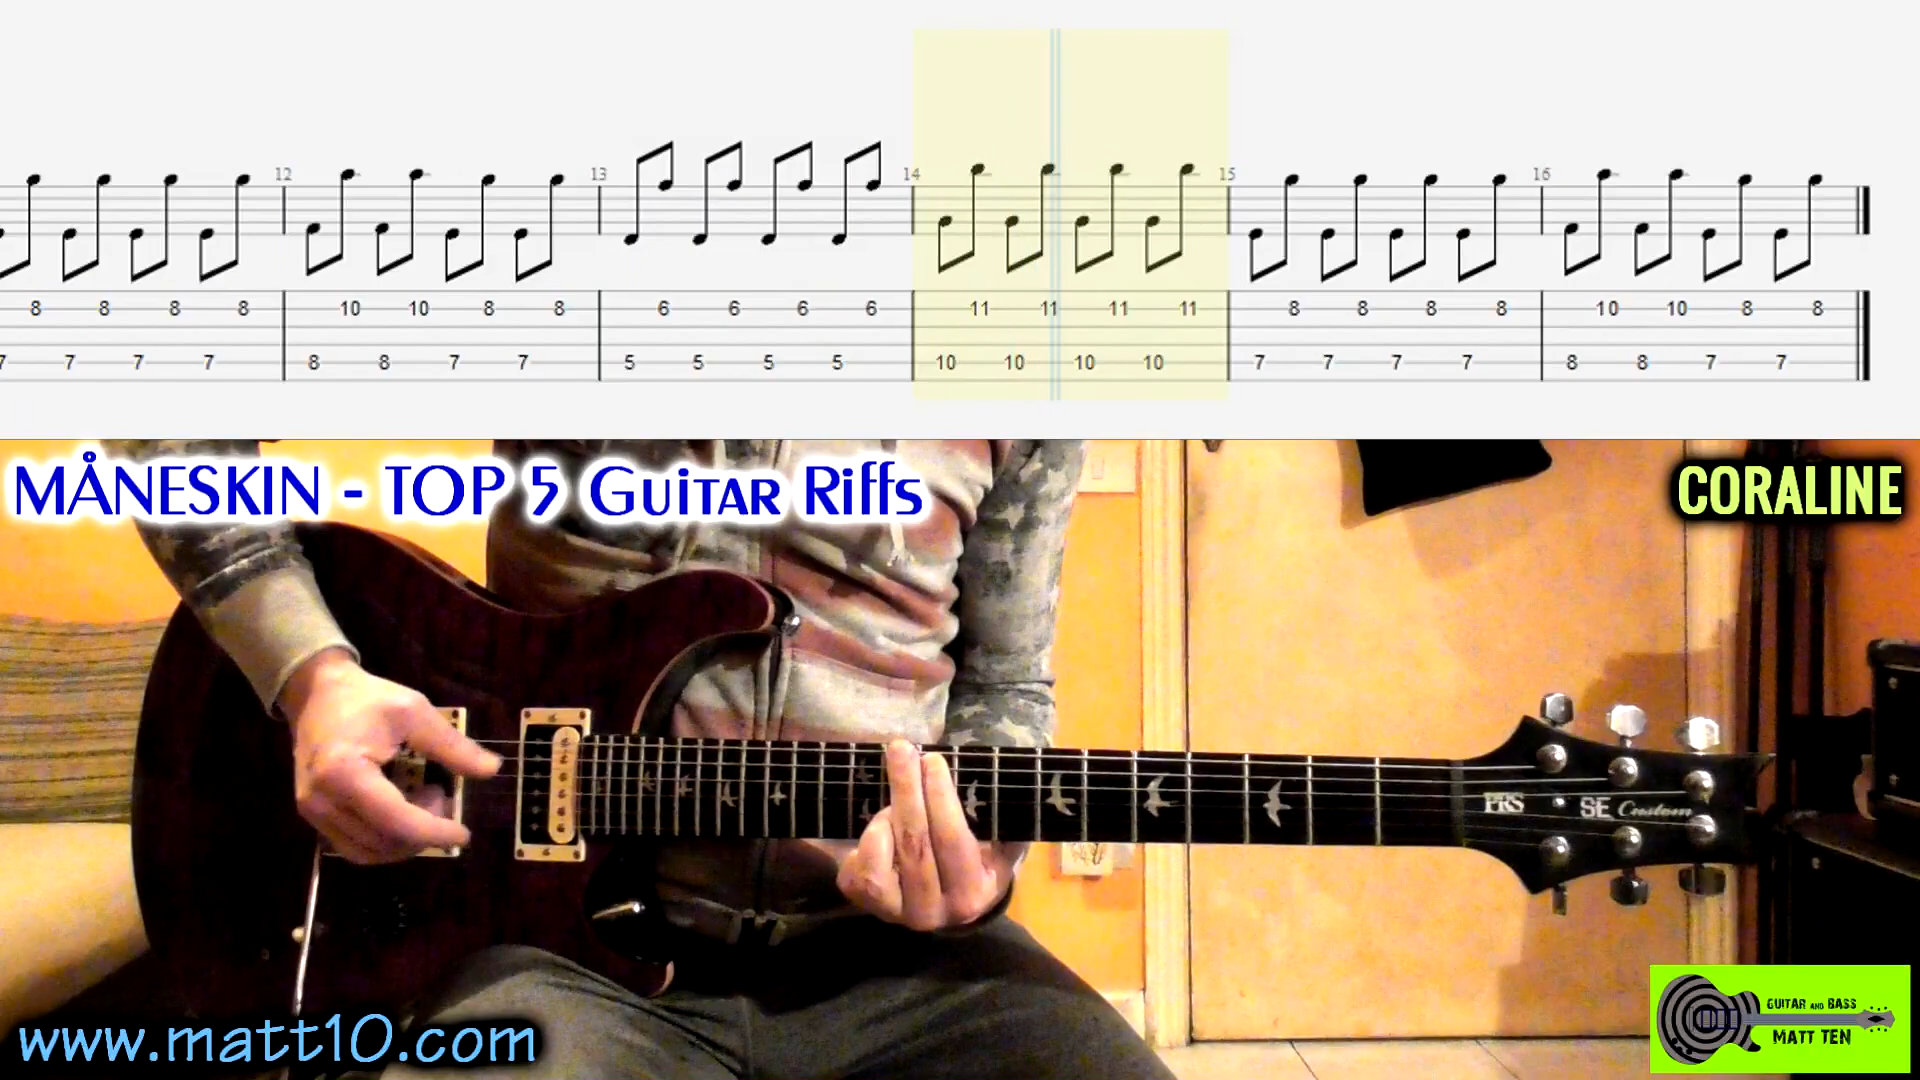 12 13 14 15 16
8 8 8 8 10 10 8 8 6 6 6 6 11 11 11 11 8 8 8 8 10 10 8 8
7 7 7 7 8 8 7 7 5 5 5 5 10 10 10 10 7 7 7 7 8 8 7 7
MÅNESKIN - TOP 5 Guitar Riffs
CORALINE
PRS SE Custom
www.matt10.com
GUITAR AND BASS
MATT TEN